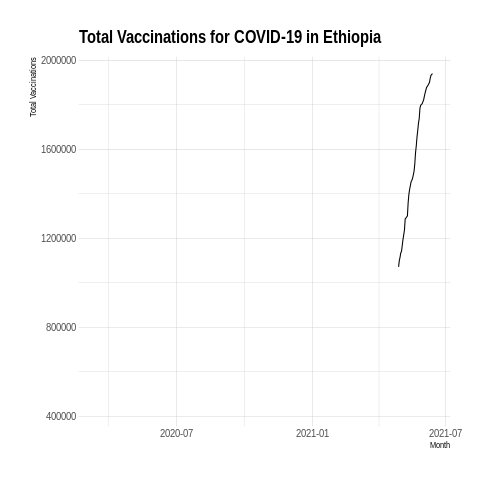 Total Vaccinations for COVID-19 in Ethiopia
Total Vaccinations
2000000
1600000
1200000
800000
400000
2020-07
2021-01
2021-07
Month